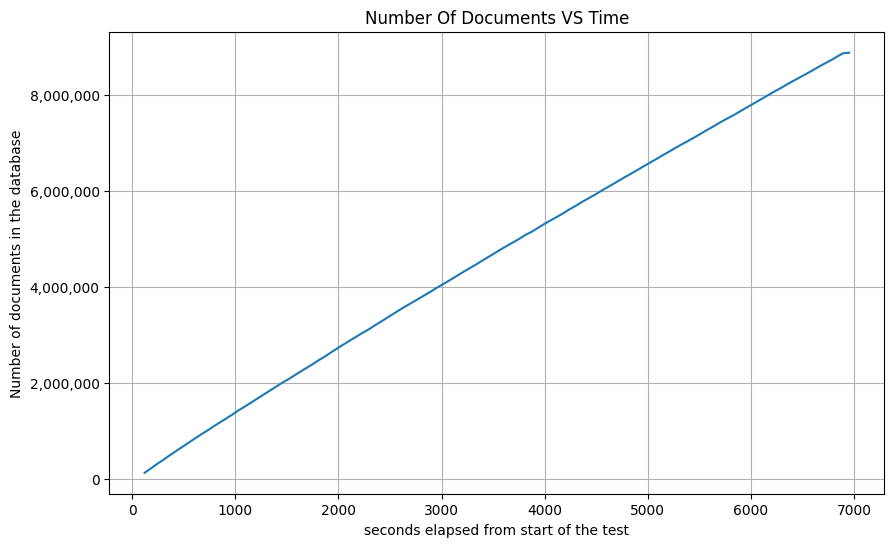 Number Of Documents VS Time
Number of documents in the database
8,000,000
6,000,000
4,000,000
2,000,000
0
0 1000 2000 3000 4000 5000 6000 7000
seconds elapsed from start of the test